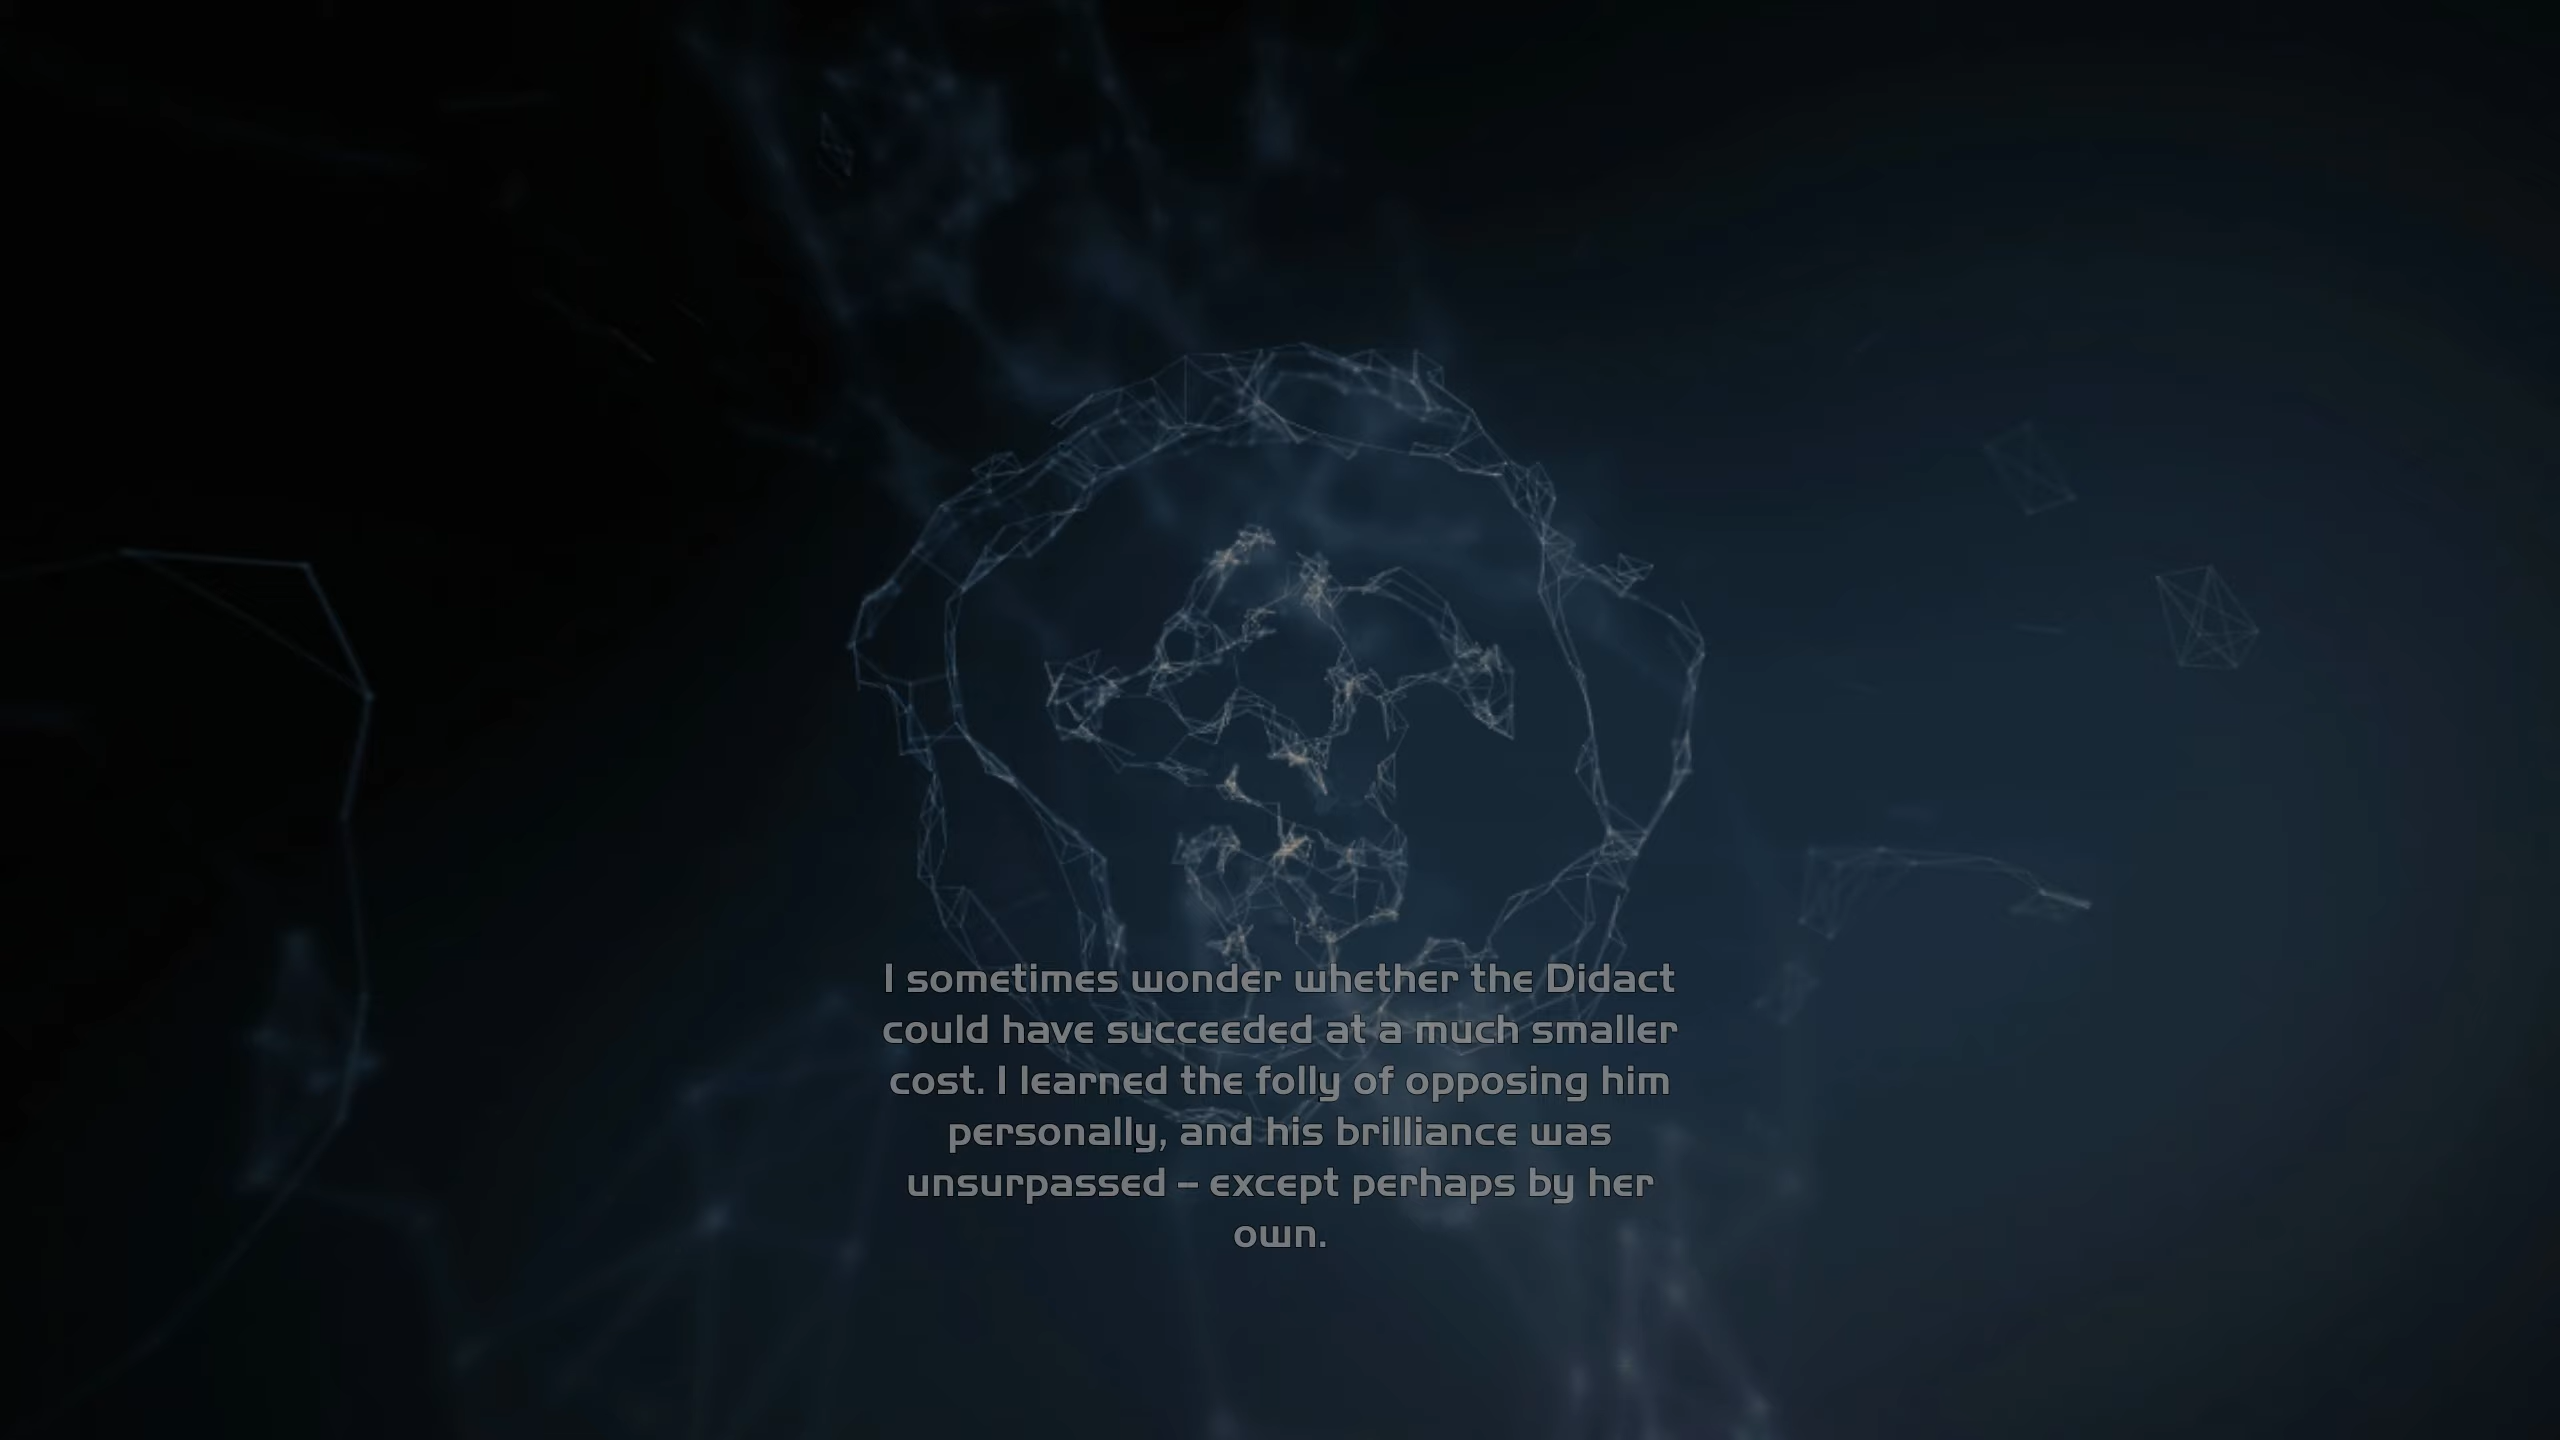 I sometimes wonder whether the Didact
could have succeeded at a much smaller
cost. I learned the folly of opposing him
personally, and his brilliance was
unsurpassed – except perhaps by her
own.